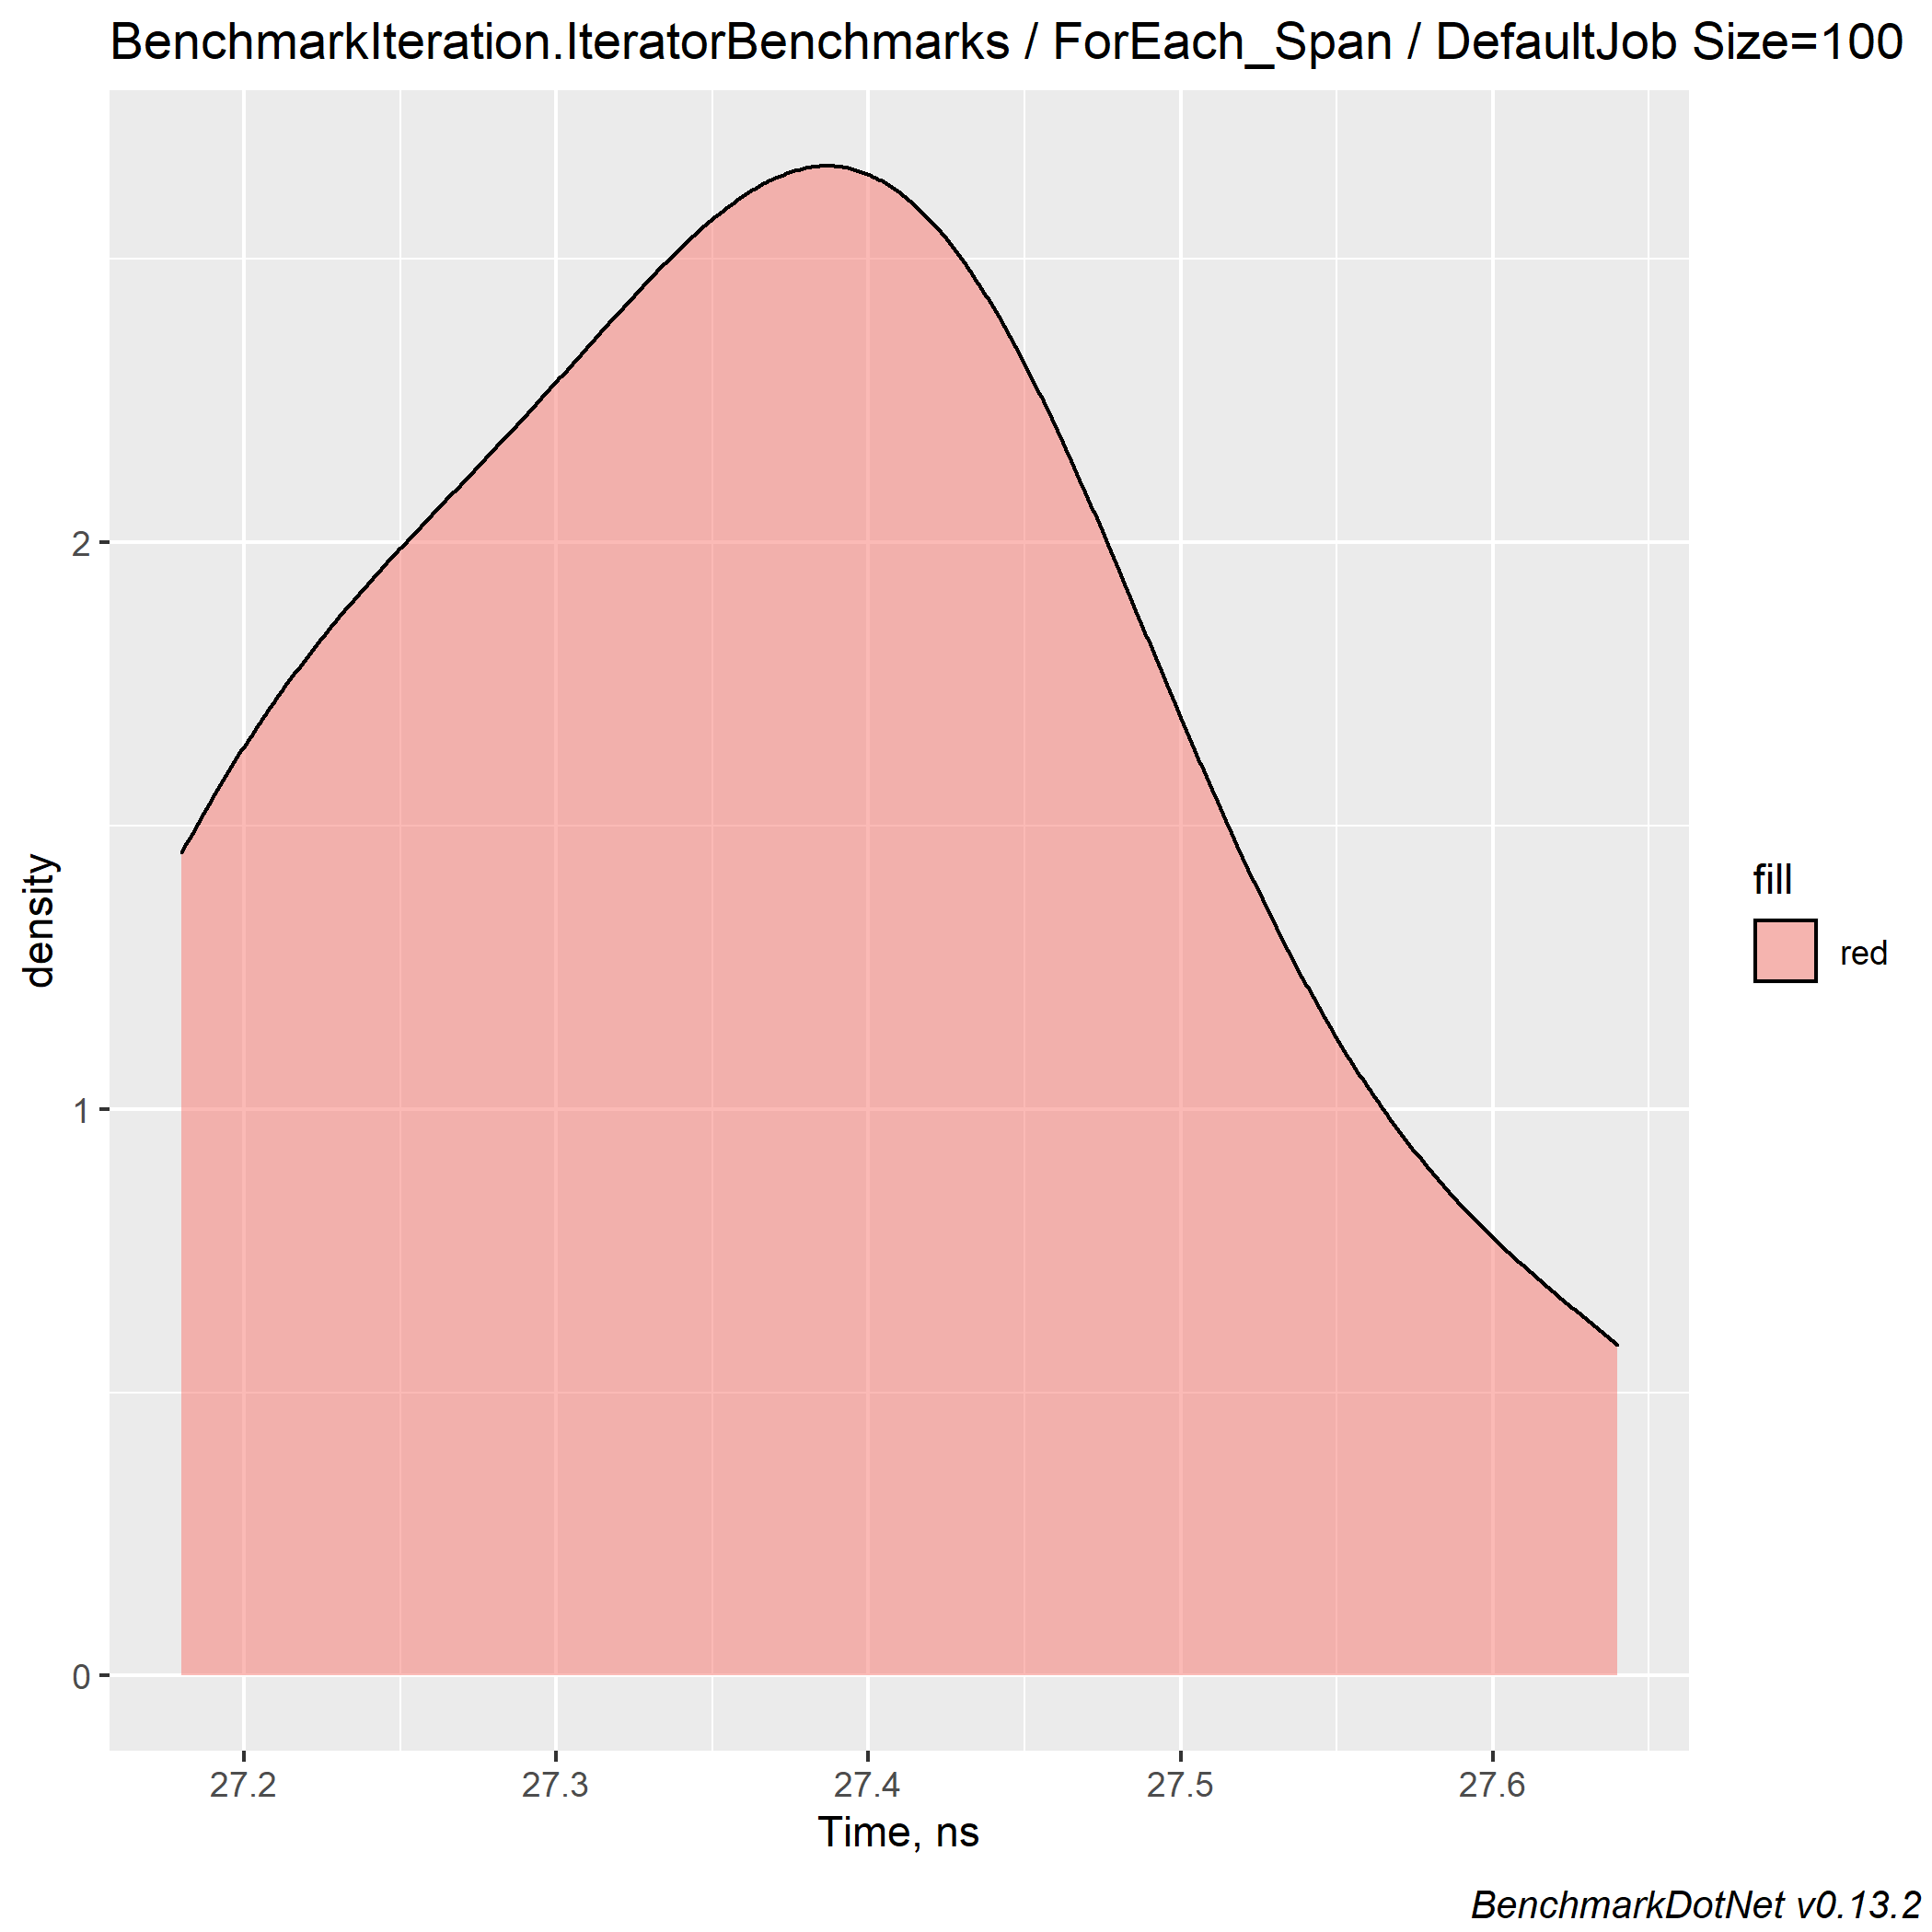 BenchmarkIteration.IteratorBenchmarks / ForEach_Span / DefaultJob Size=100
density
2
1
0
27.2 27.3 27.4 27.5 27.6
Time, ns
fill
red
BenchmarkDotNet v0.13.2